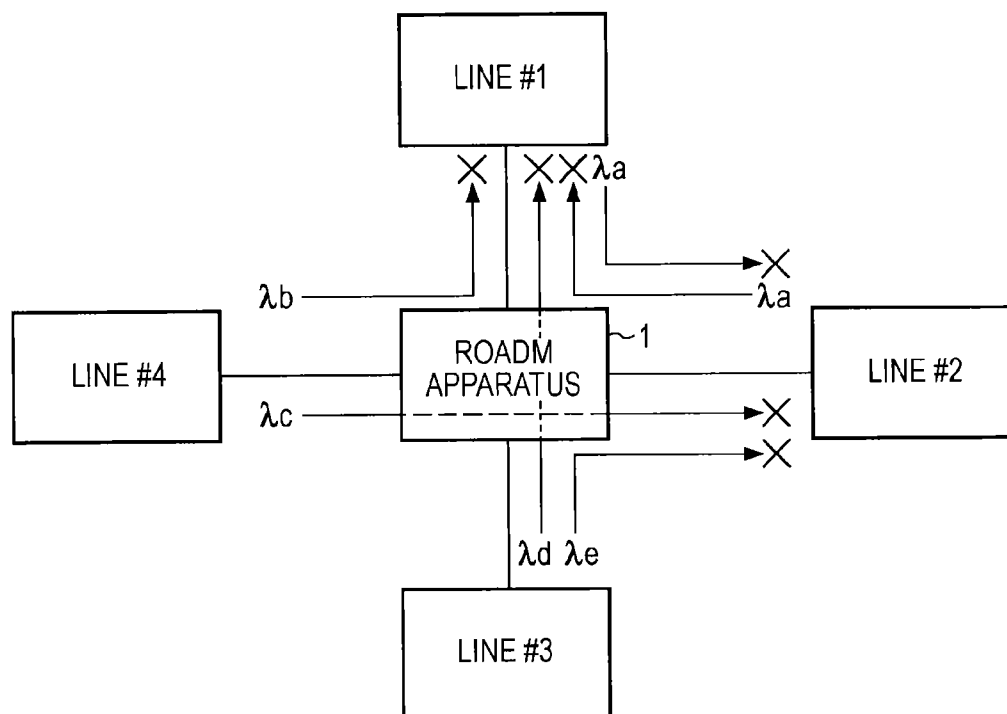 LINE #1
λa
λb
λa
1
ROADM
APPARATUS
LINE #4
LINE #2
λc
λd
λe
LINE #3